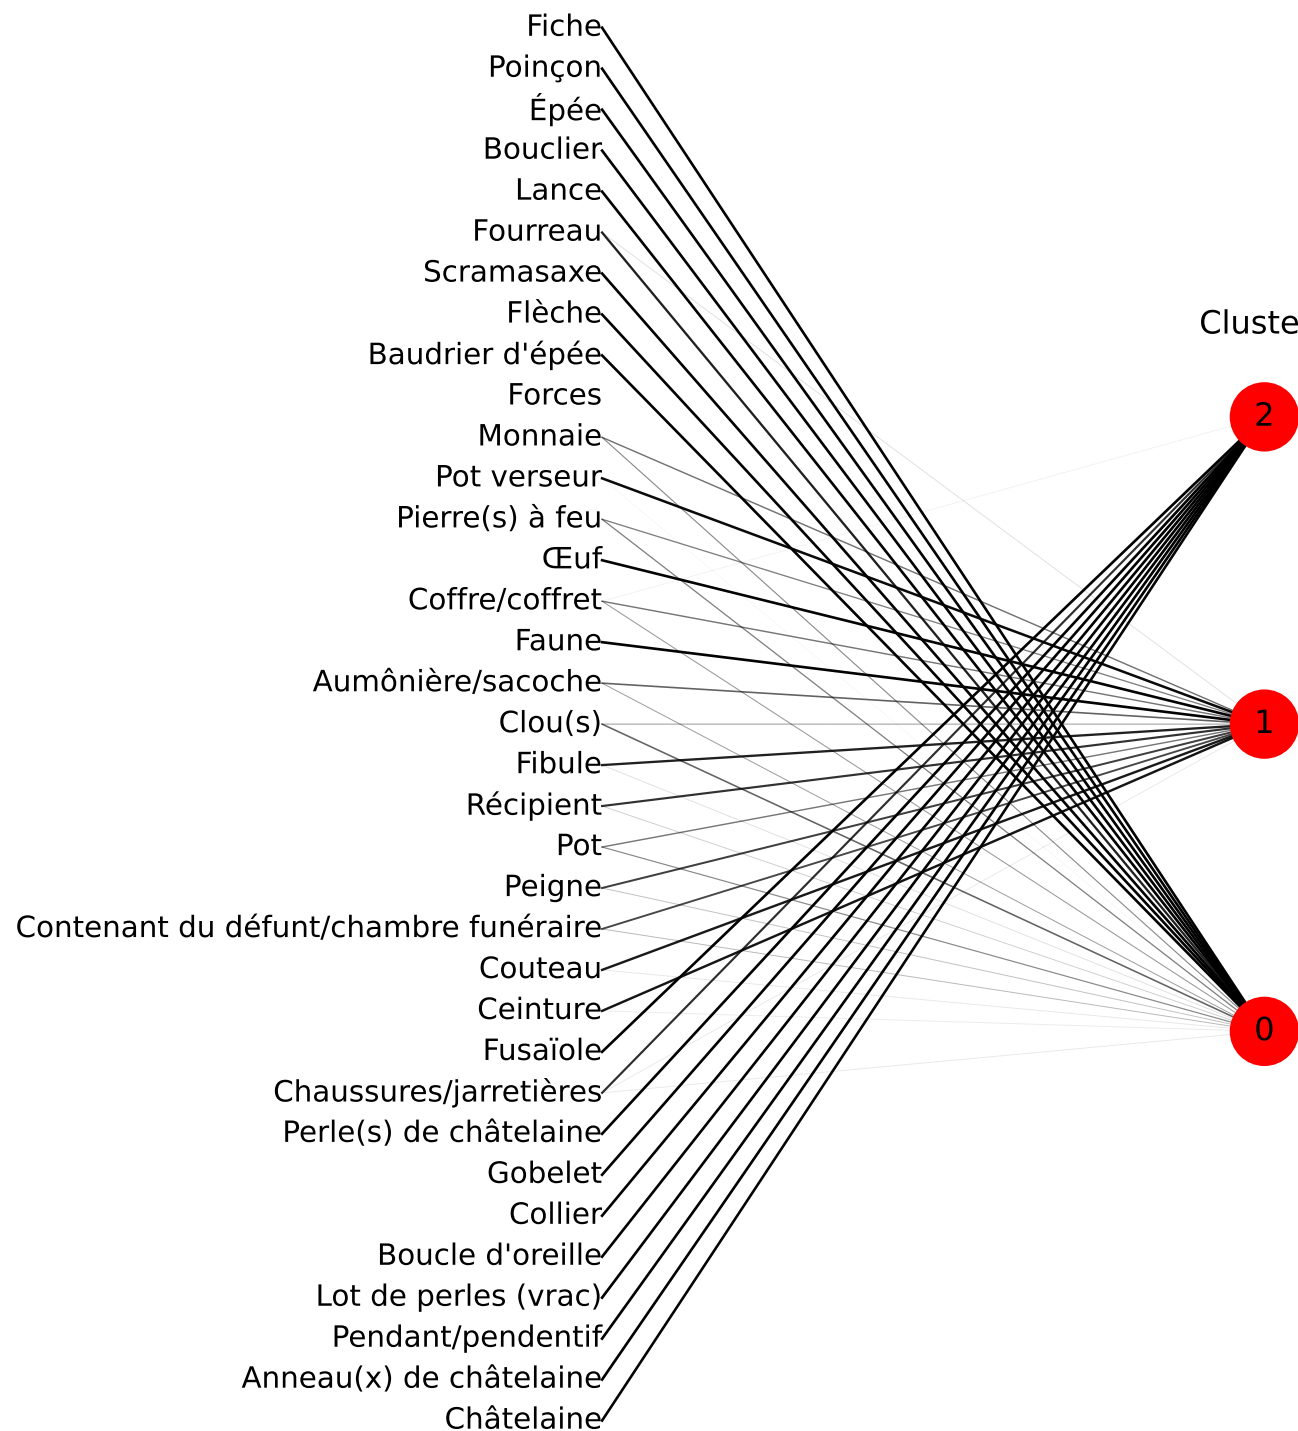 Fiche
Poinçon
Épée
Bouclier
Lance
Fourreau
Scramasaxe
Flèche
Baudrier d'épée
Forces
Monnaie
Pot verseur
Pierre(s) à feu
Œuf
Coffre/coffret
Faune
Aumônière/sacoche
Clou(s)
Fibule
Récipient
Pot
Peigne
Contenant du défunt/chambre funéraire
Couteau
Ceinture
Fusaïole
Chaussures/jarretières
Perle(s) de châtelaine
Gobelet
Collier
Boucle d'oreille
Lot de perles (vrac)
Pendant/pendentif
Anneau(x) de châtelaine
Châtelaine
Cluste
2
1
0